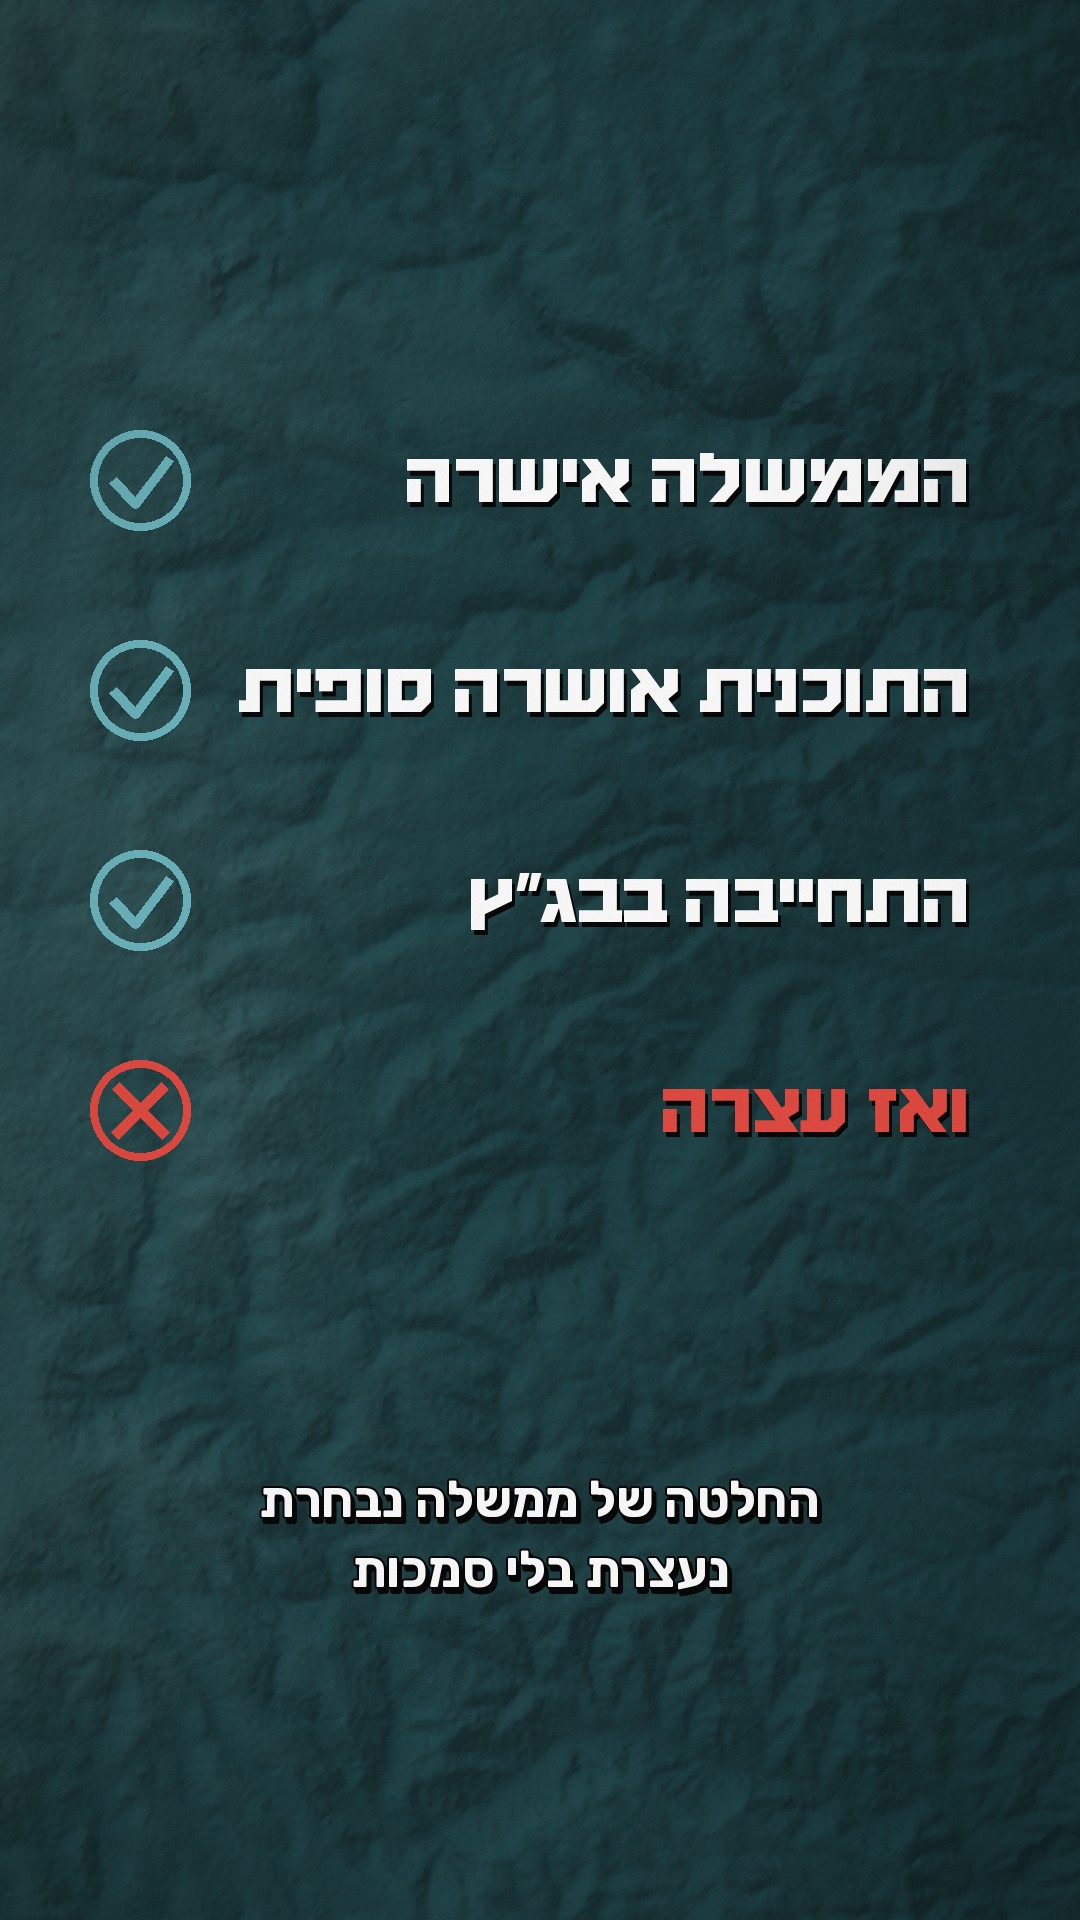 הממשלה אישרה
התוכנית אושרה סופית
התחייבה בבג״ץ
ואז עצרה
החלטה של ממשלה נבחרת
נעצרת בלי סמכות